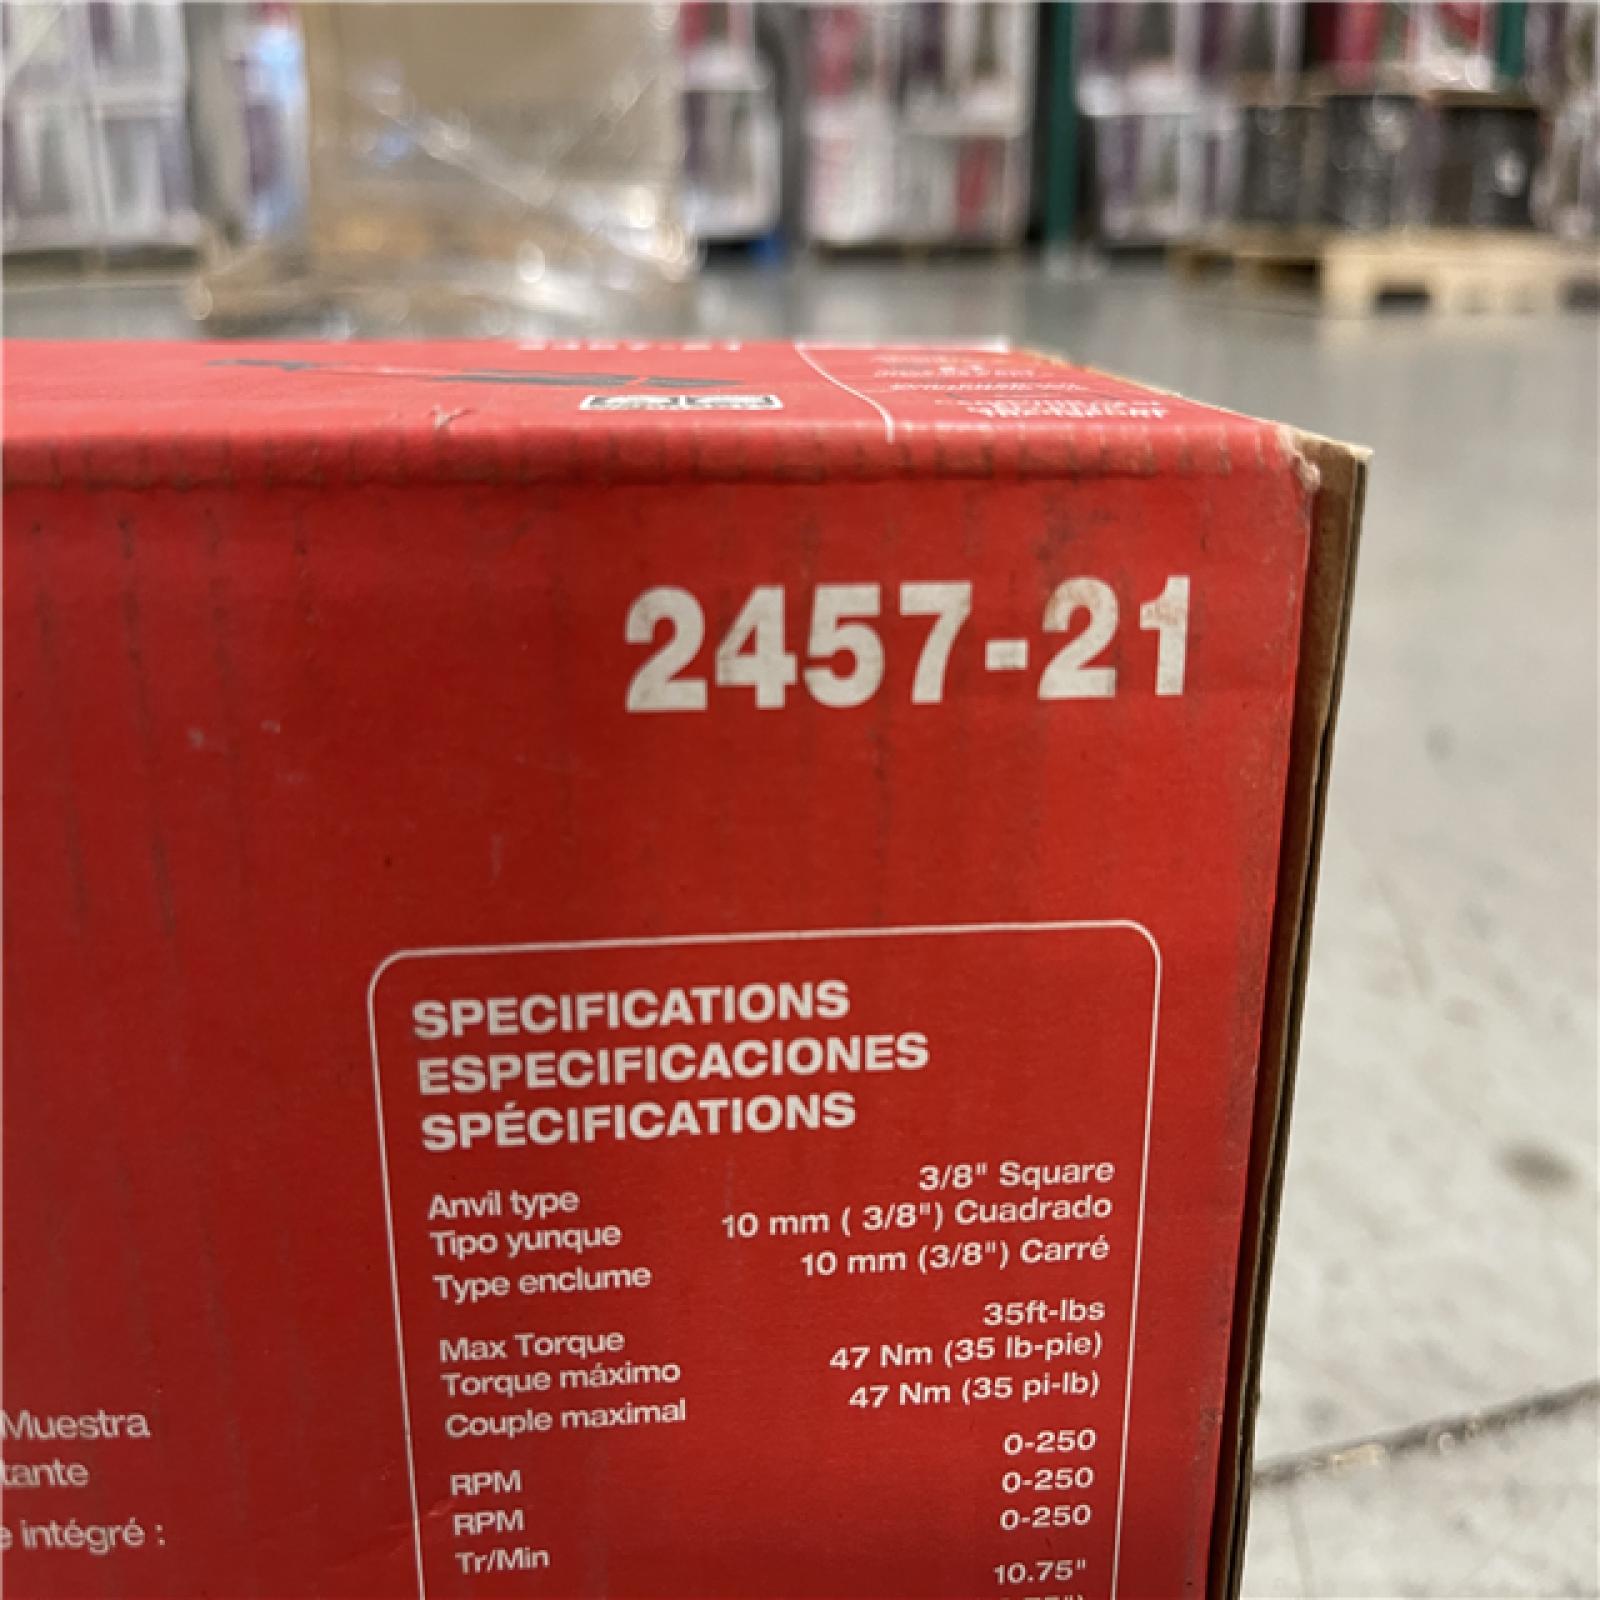 2457-21
SPECIFICATIONS
ESPECIFICACIONES
SPÉCIFICATIONS
Anvil type 3/8" Square
Tipo yunque 10 mm ( 3/8") Cuadrado
Type enclume 10 mm (3/8") Carré
Max Torque 35ft-lbs
Torque máximo 47 Nm (35 lb-pie)
Couple maximal 47 Nm (35 pi-lb)
RPM 0-250
RPM 0-250
Tr/Min 0-250
10.75"
Muestra
tante
e intégré :